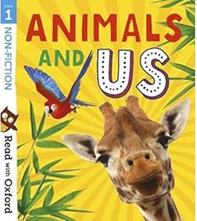 STAGE 1
NON-FICTION
ANIMALS
AND US
Read with Oxford